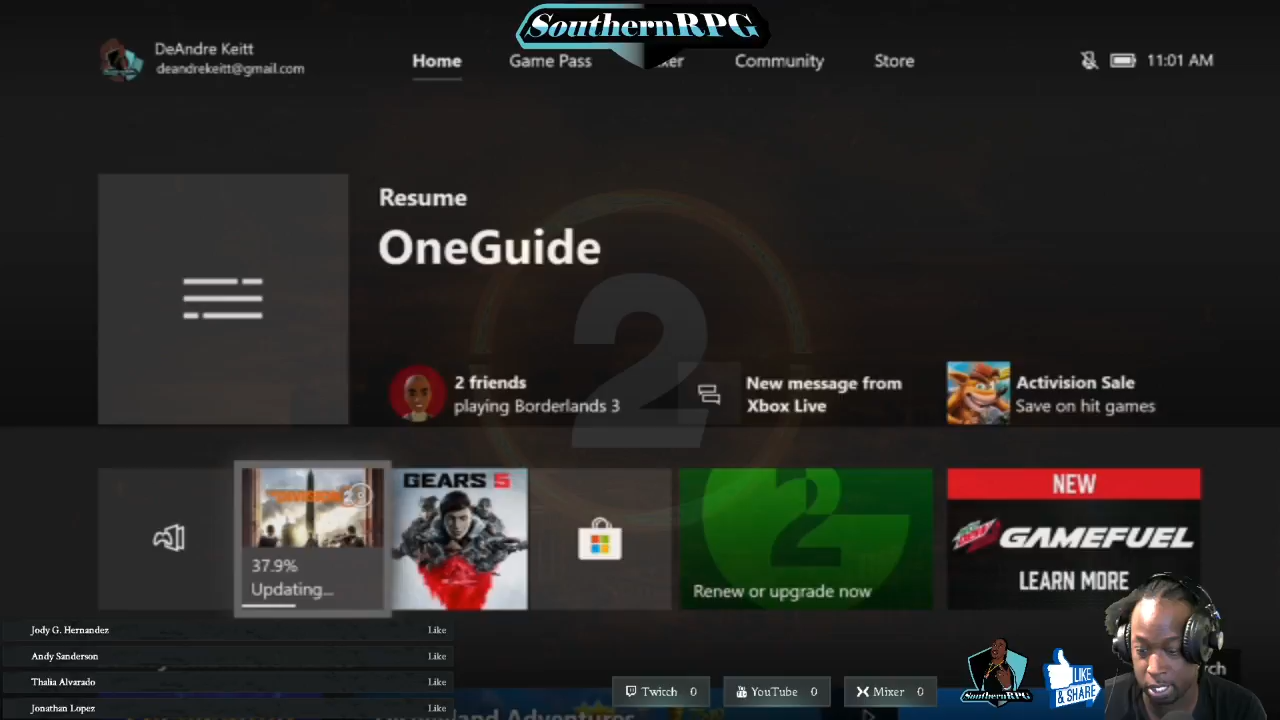 SouthernRPG
DeAndre Keitt
deandrekeitt@gmail.com
Home
Game Pass
Community
Store
11:01 AM
Resume
OneGuide
2
2 friends
playing Borderlands 3
New message from
Xbox Live
Activision Sale
Save on hit games
37.9%
Updating...
GEARS 5
2
Renew or upgrade now
NEW
GAMEFUEL
LEARN MORE
Jody G. Hernandez Like
Andy Sanderson Like
Thalia Alvarado Like
Jonathan Lopez Like
Twitch 0
YouTube 0
Mixer 0
SouthernRPG
LIKE
& SHARE